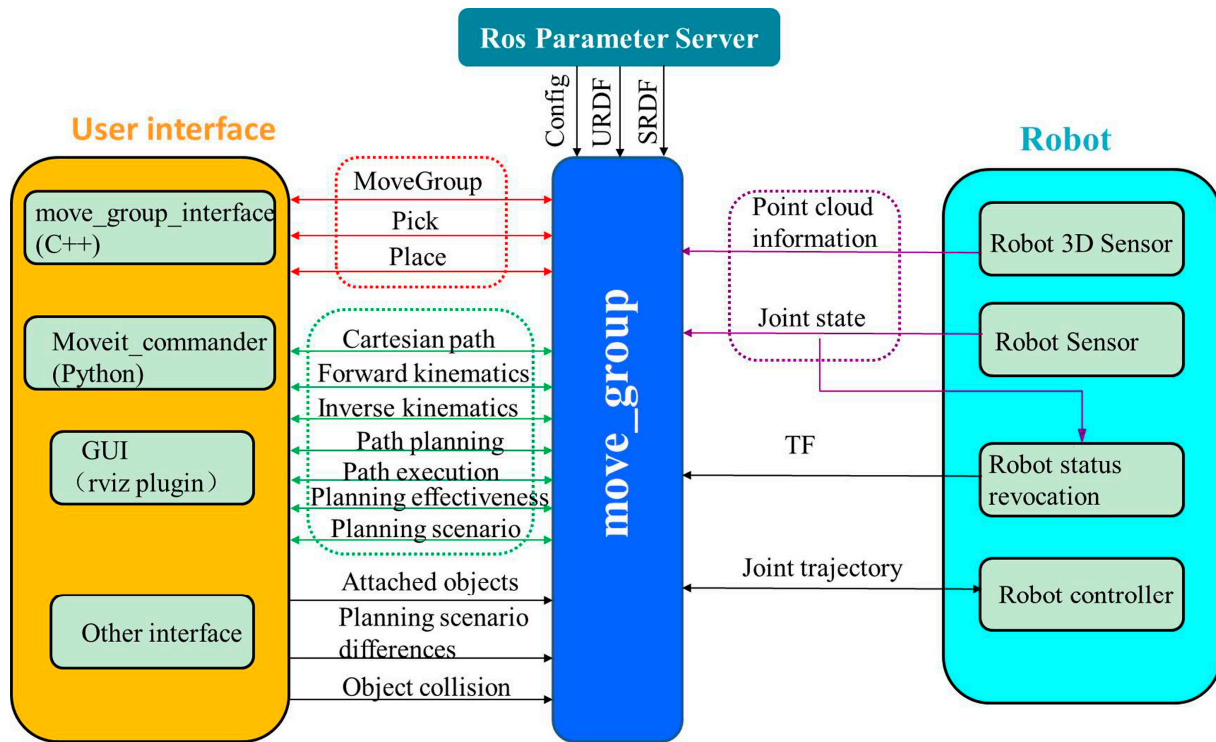 Ros Parameter Server
Config
URDF
SRDF
User interface
move_group_interface
(C++)
Moveit_commander
(Python)
GUI
（rviz plugin）
Other interface
MoveGroup
Pick
Place
Cartesian path
Forward kinematics
Inverse kinematics
Path planning
Path execution
Planning effectiveness
Planning scenario
Attached objects
Planning scenario
differences
Object collision
move_group
Point cloud
information
Joint state
TF
Joint trajectory
Robot
Robot 3D Sensor
Robot Sensor
Robot status
revocation
Robot controller